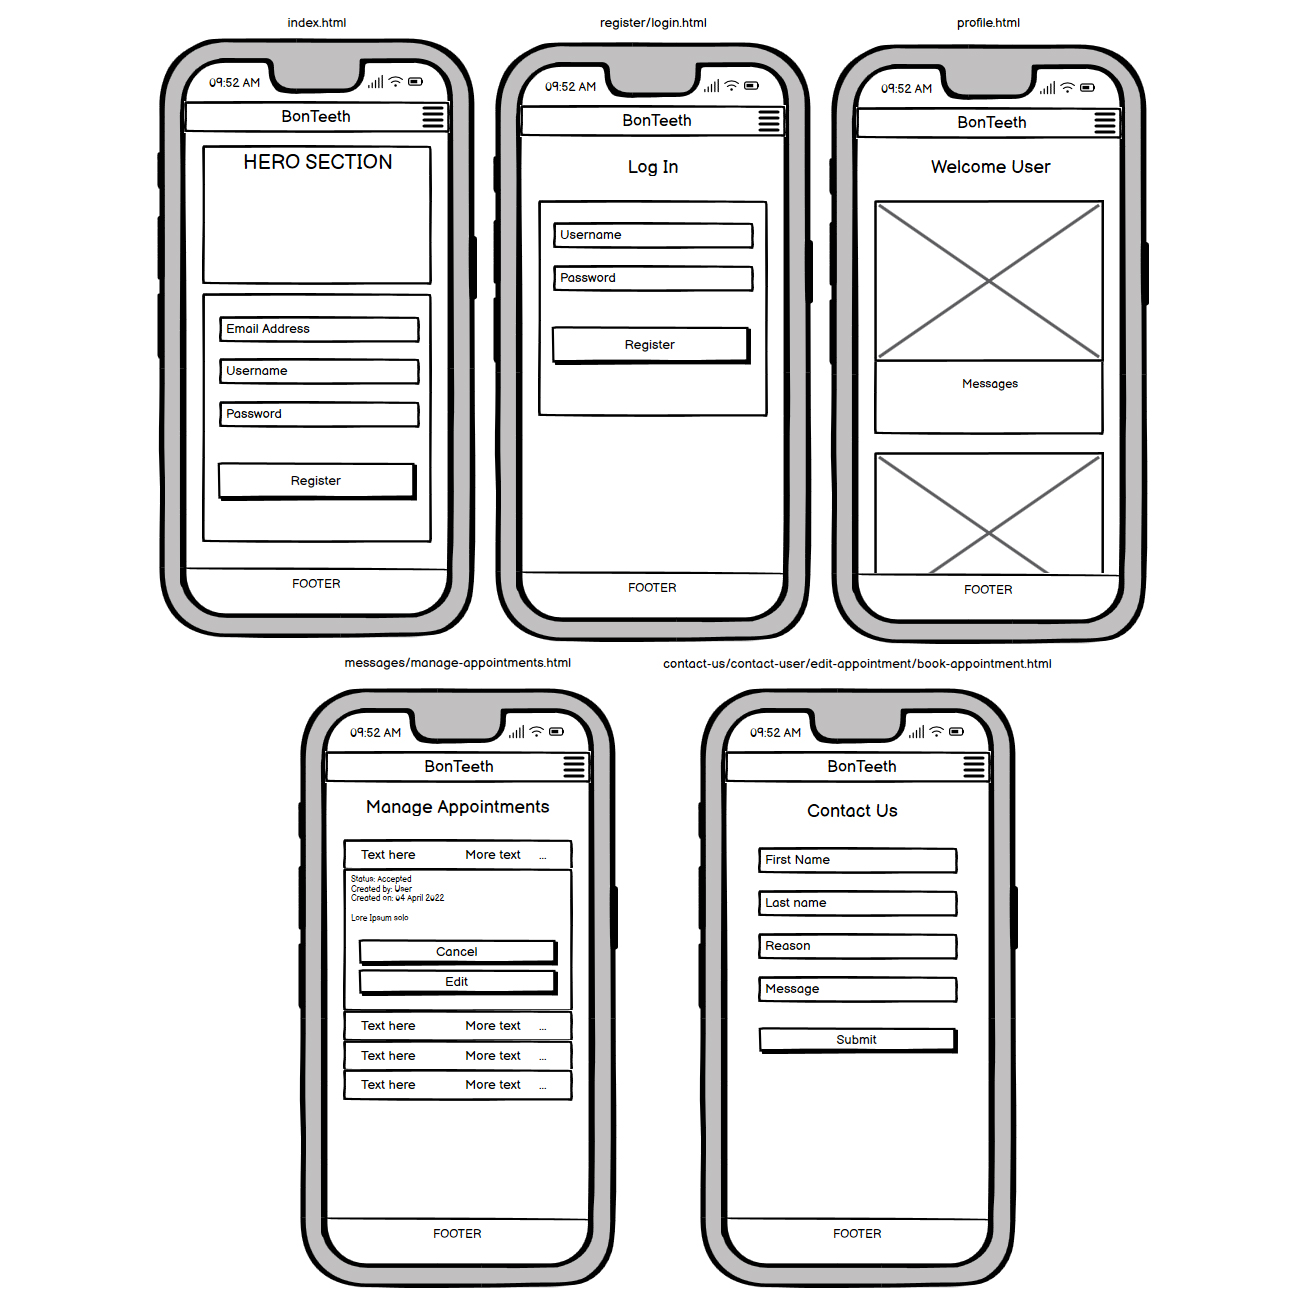 index.html
09:52 AM
BonTeeth
HERO SECTION
Email Address
Username
Password
Register
FOOTER
register/login.html
09:52 AM
BonTeeth
Log In
Username
Password
Register
FOOTER
profile.html
09:52 AM
BonTeeth
Welcome User
Messages
FOOTER
messages/manage-appointments.html
09:52 AM
BonTeeth
Manage Appointments
Text here More text ...
Status: Accepted
Created by: User
Created on: 04 April 2022
Lore Ipsum solo
Cancel
Edit
Text here More text ...
Text here More text ...
Text here More text ...
FOOTER
contact-us/contact-user/edit-appointment/book-appointment.html
09:52 AM
BonTeeth
Contact Us
First Name
Last name
Reason
Message
Submit
FOOTER